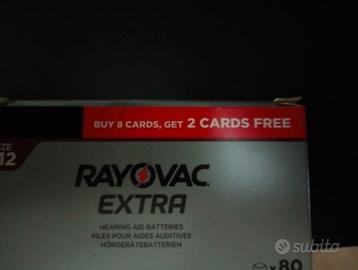 BUY 8 CARDS, GET 2 CARDS FREE
ZE
12
RAYOVAC
EXTRA
HEARING AID BATTERIES
PILES POUR AIDES AUDITIVES
HÖRGERÄTEBATTERIEN
x80
subito